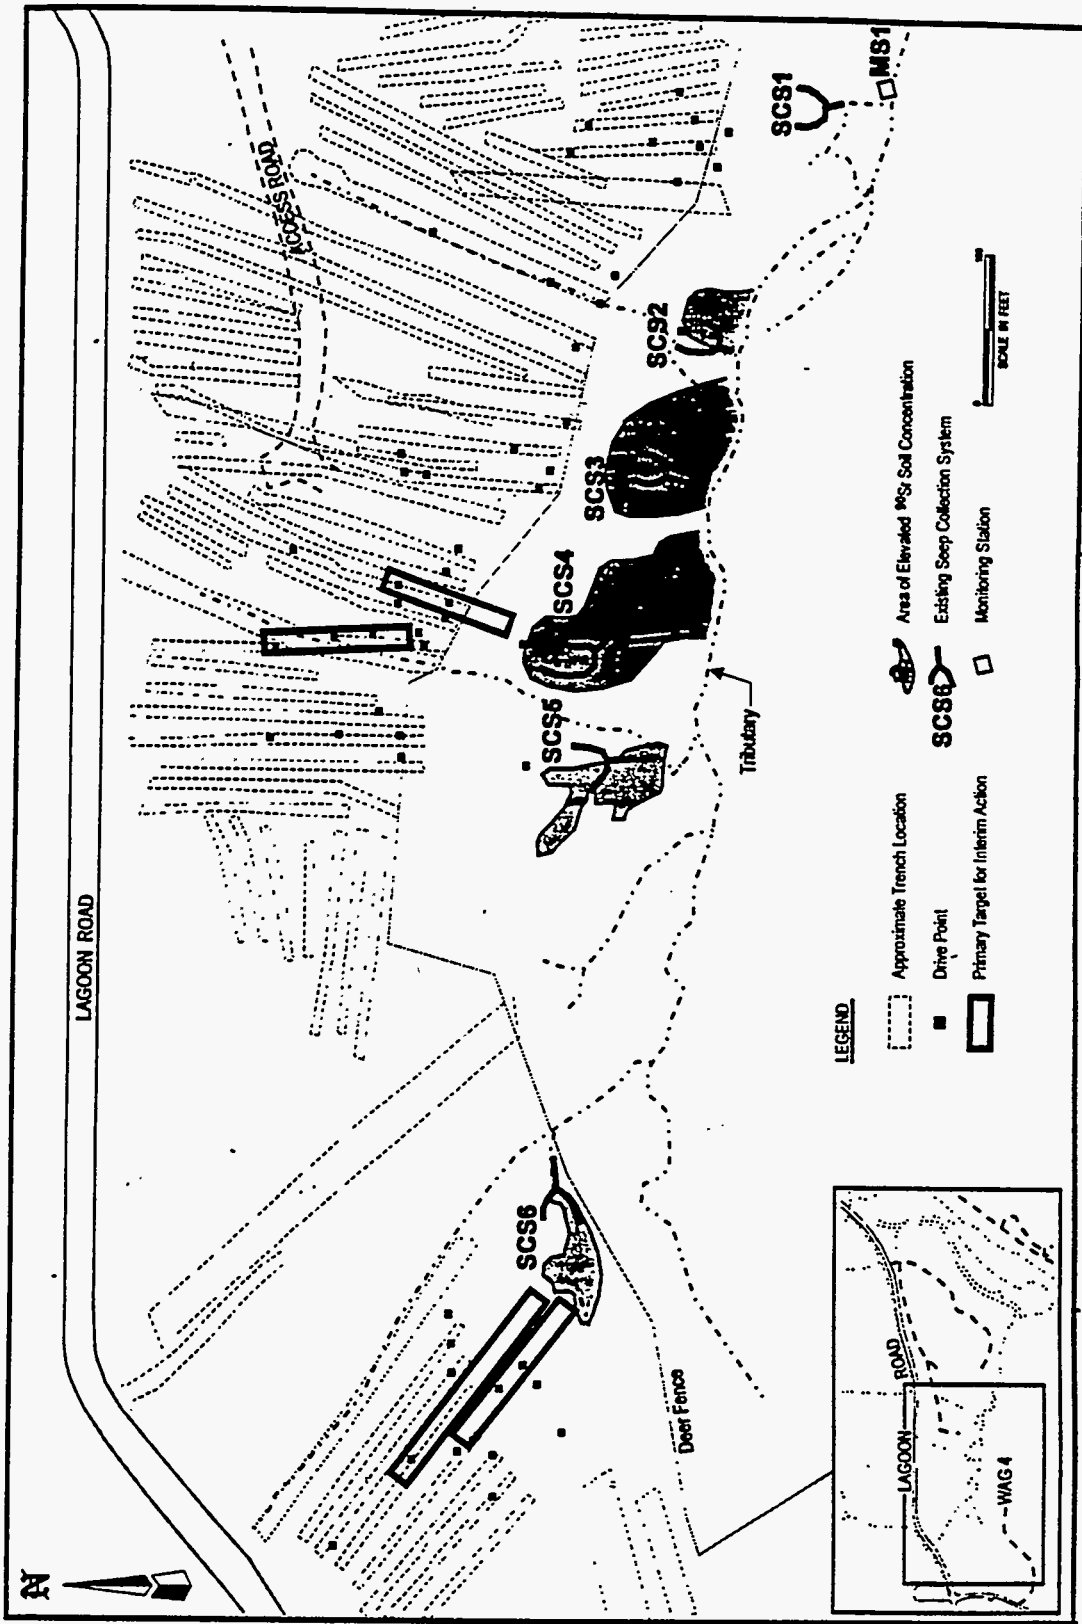 N
LAGOON ROAD
ACCESS ROAD
SCS6
SCS5
SCS4
SCS3
SCS2
SCS1
MS1
Deer Fence
Tributary
LAGOON
ROAD
WAG 4
LEGEND
Approximate Trench Location
Drive Point
Primary Target for Interim Action
Area of Elevated ⁹⁰Sr Soil Concentration
SCS6
Existing Seep Collection System
Monitoring Station
0
SCALE IN FEET